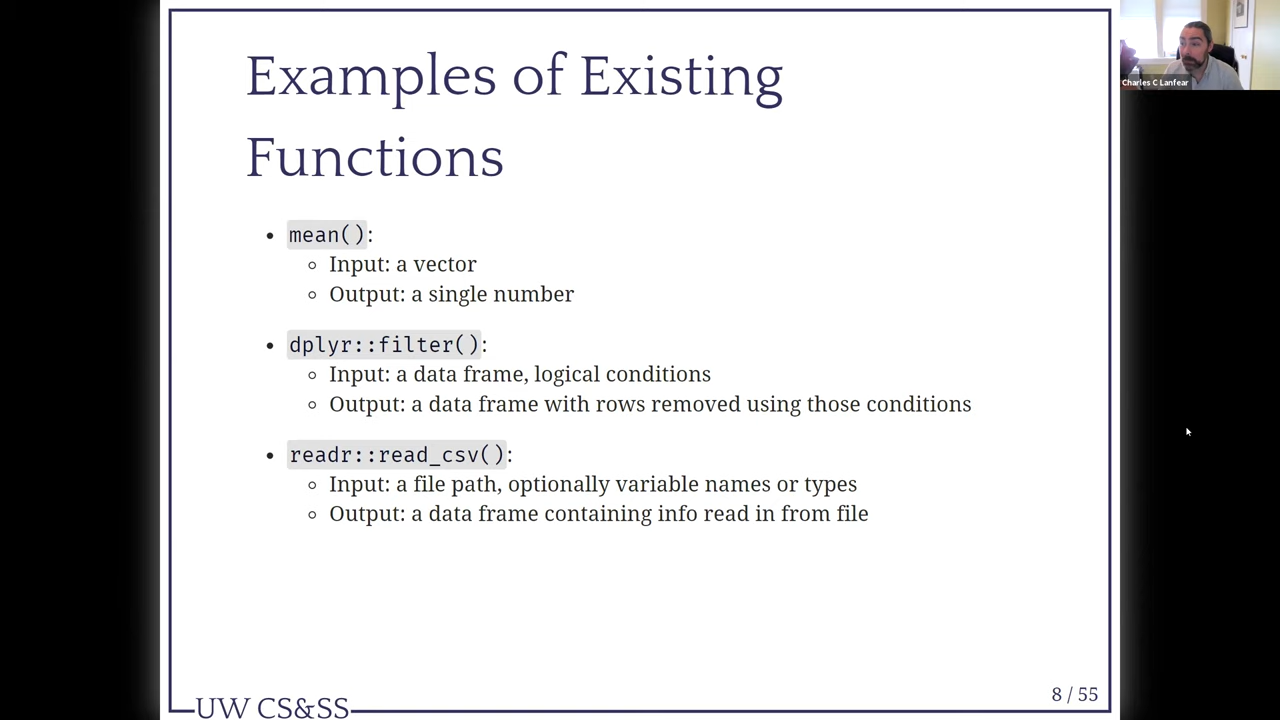 Examples of Existing
Functions
• mean():
◦ Input: a vector
◦ Output: a single number
• dplyr::filter():
◦ Input: a data frame, logical conditions
◦ Output: a data frame with rows removed using those conditions
• readr::read_csv():
◦ Input: a file path, optionally variable names or types
◦ Output: a data frame containing info read in from file
UW CS&SS
8 / 55
Charles C Lanfear